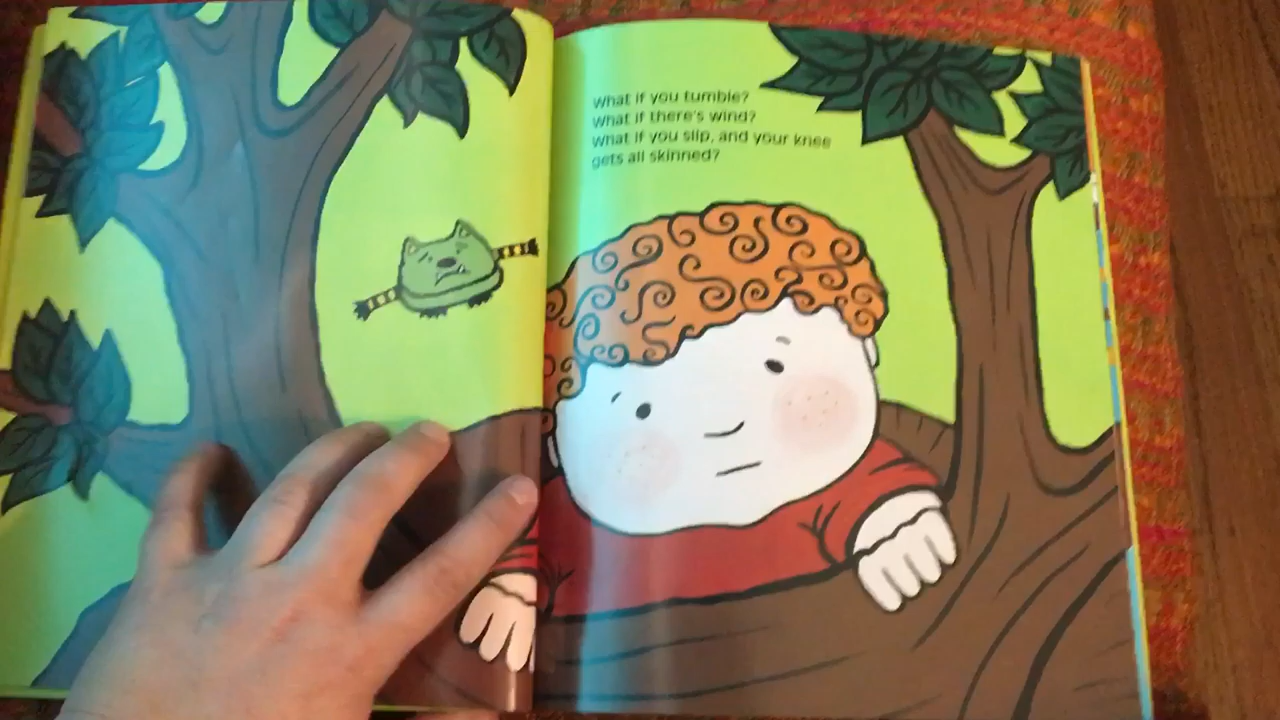 What if you tumble?
What if there's wind?
What if you slip, and your knee
gets all skinned?